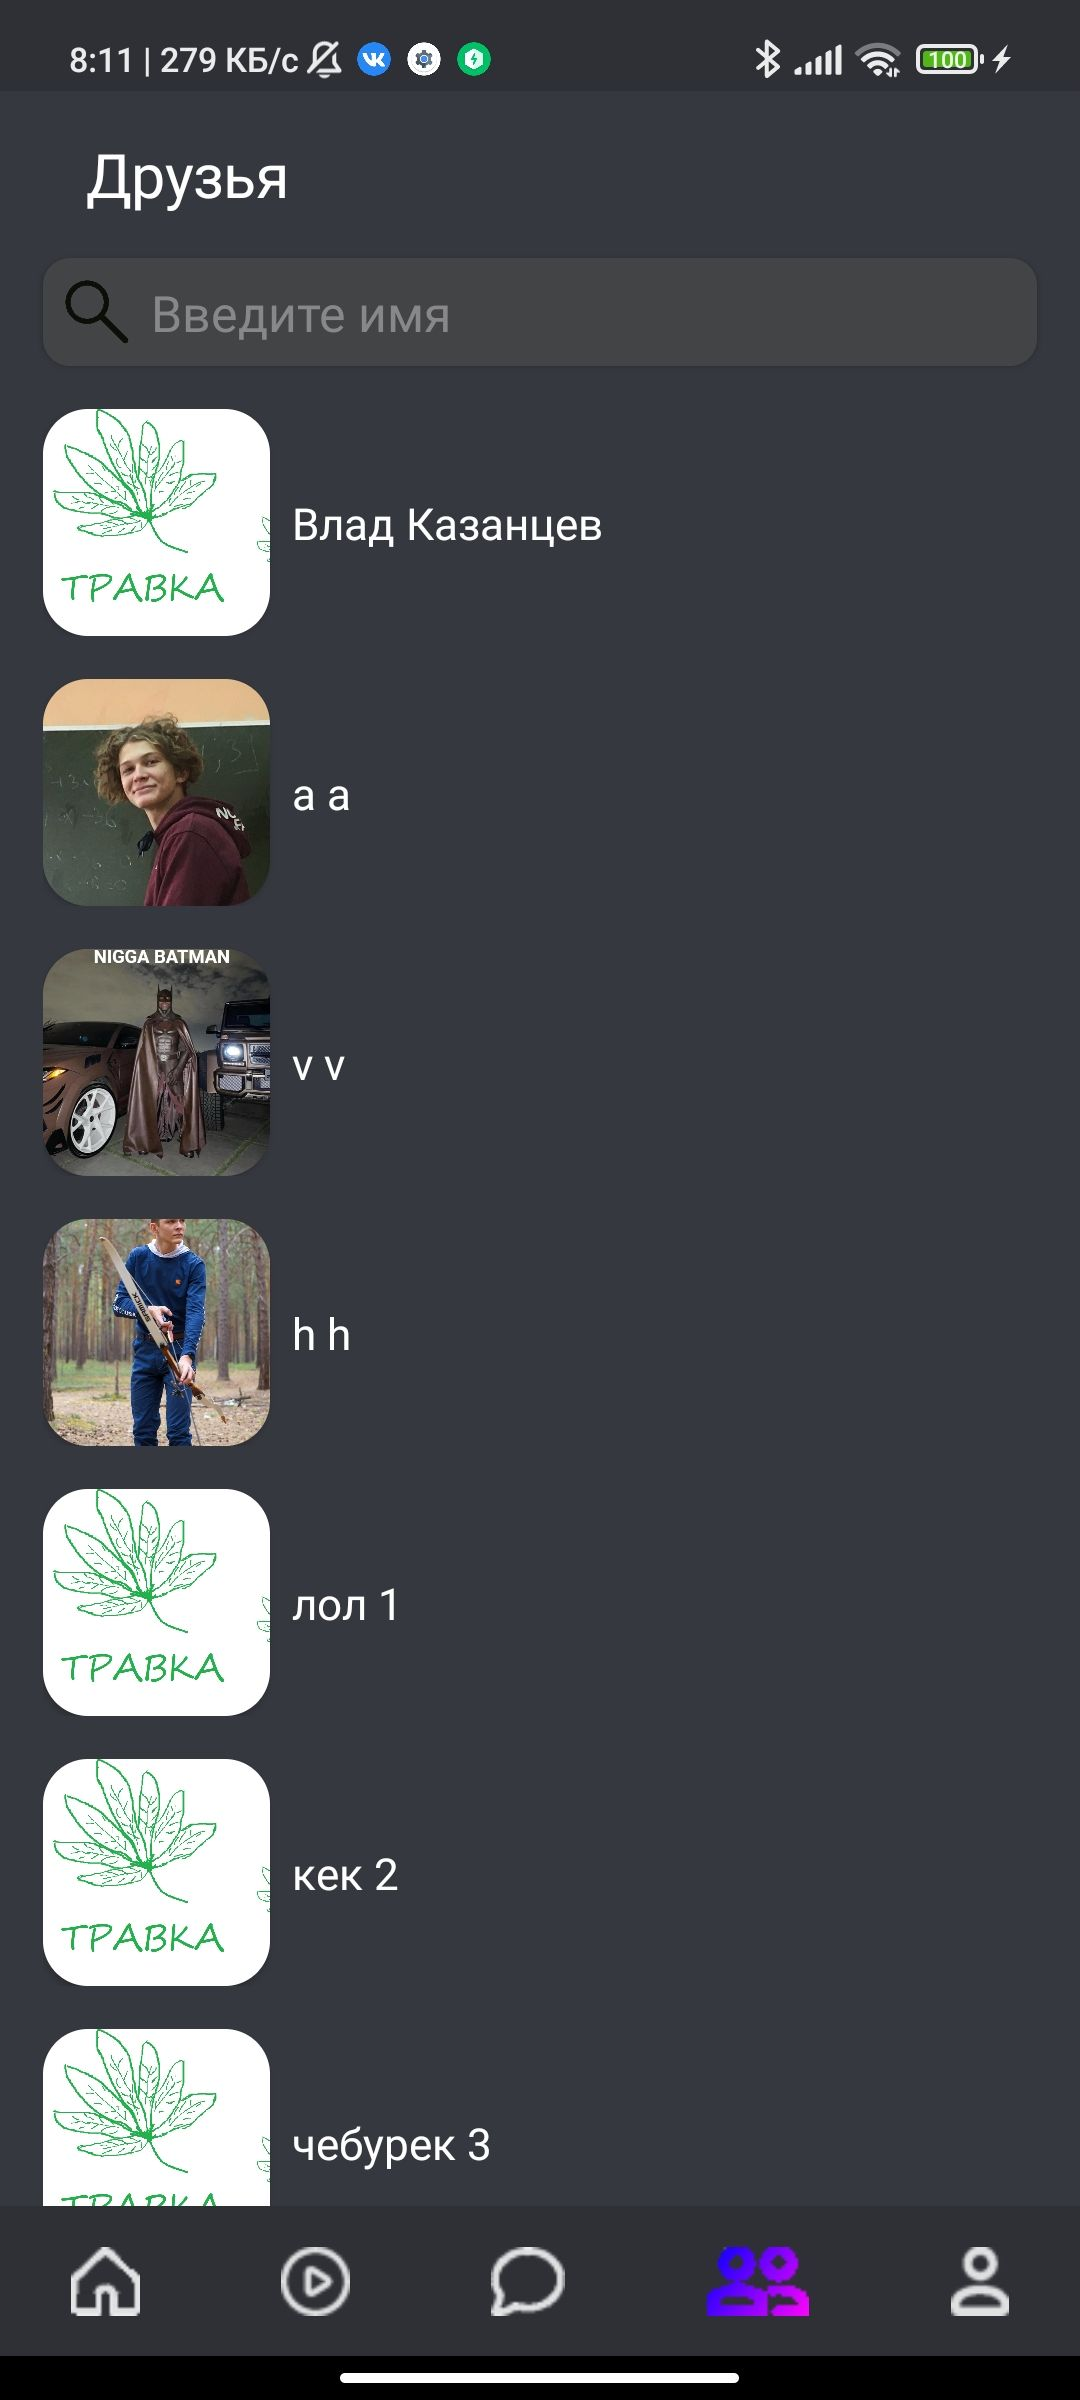 8:11 | 279 КБ/с
100
Друзья
Введите имя
ТРАВКА
Влад Казанцев
a a
NIGGA BATMAN
v v
h h
ТРАВКА
лол 1
ТРАВКА
кек 2
ТРАВКА
чебурек 3